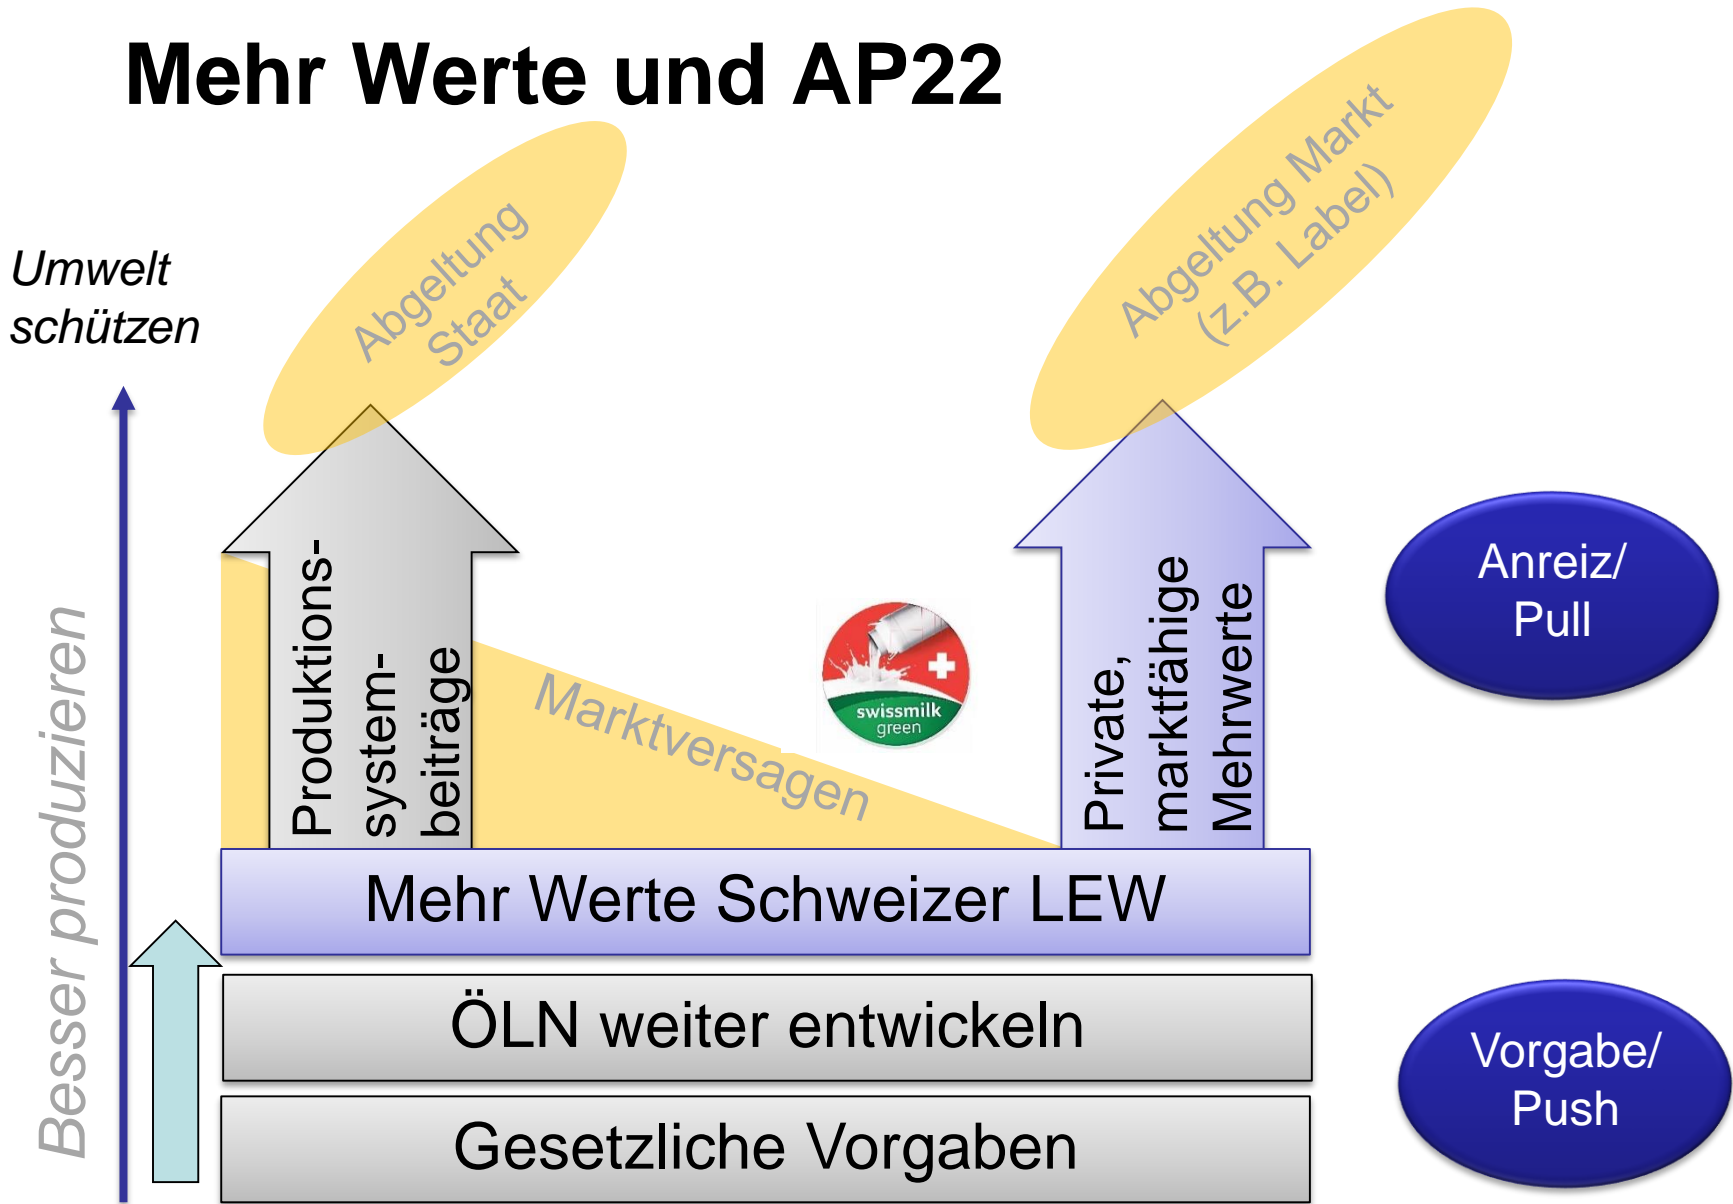 Mehr Werte und AP22
Umwelt
schützen
Besser produzieren
Abgeltung
Staat
Abgeltung Markt
(z.B. Label)
Produktions-
system-
beiträge
Marktversagen
swissmilk
green
Private,
marktfähige
Mehrwerte
Anreiz/
Pull
Mehr Werte Schweizer LEW
ÖLN weiter entwickeln
Gesetzliche Vorgaben
Vorgabe/
Push